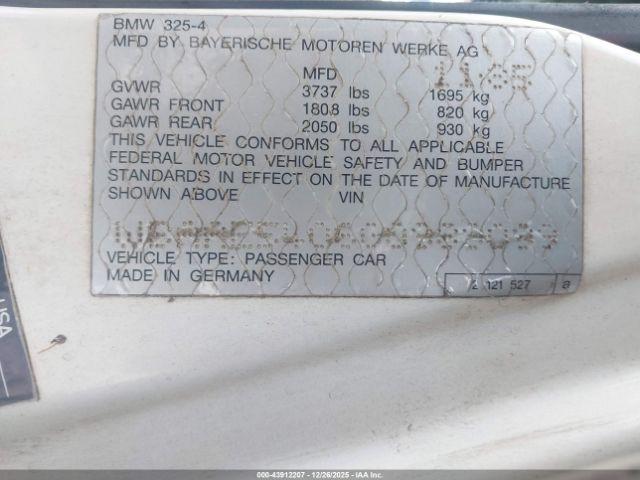 BMW 325-4
MFD BY BAYERISCHE MOTOREN WERKE AG
MFD
GVWR 3737 lbs 1695 kg
GAWR FRONT 1808 lbs 820 kg
GAWR REAR 2050 lbs 930 kg
THIS VEHICLE CONFORMS TO ALL APPLICABLE
FEDERAL MOTOR VEHICLE SAFETY AND BUMPER
STANDARDS IN EFFECT ON THE DATE OF MANUFACTURE
SHOWN ABOVE VIN
VEHICLE TYPE: PASSENGER CAR
MADE IN GERMANY
a
USA
000-43912207 - 12/26/2025 - IAAI.COM